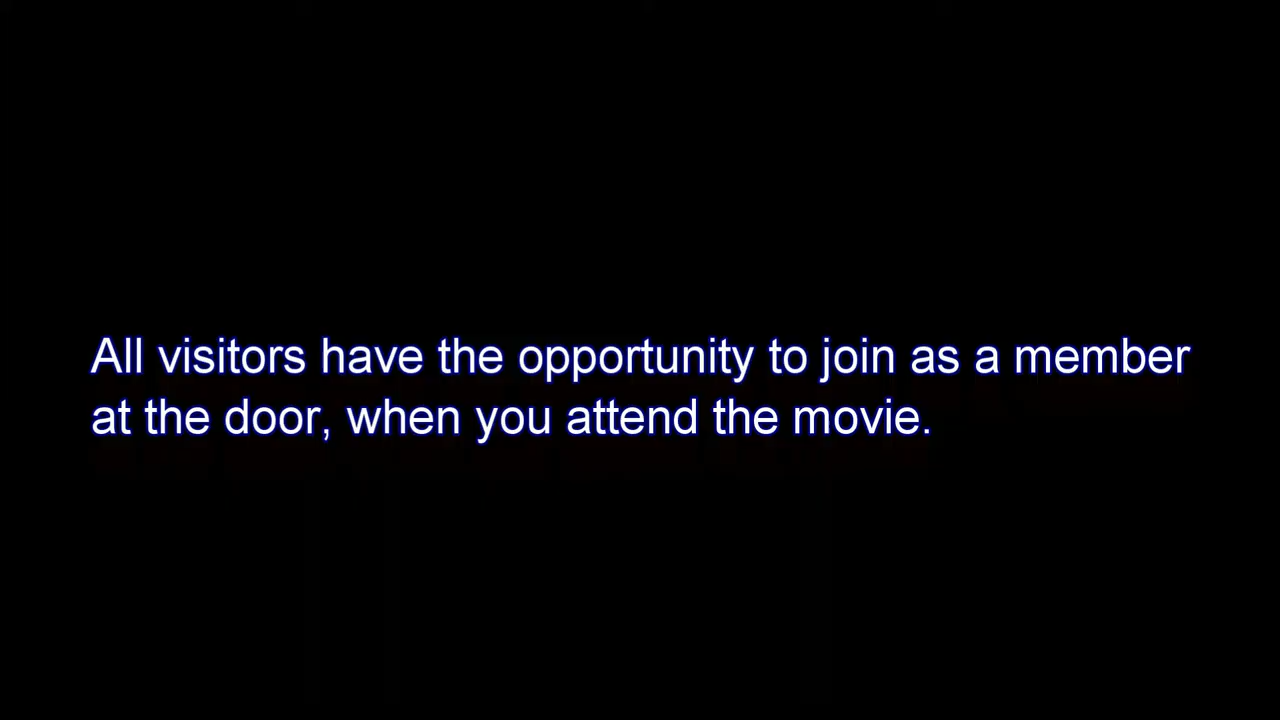 All visitors have the opportunity to join as a member
at the door, when you attend the movie.